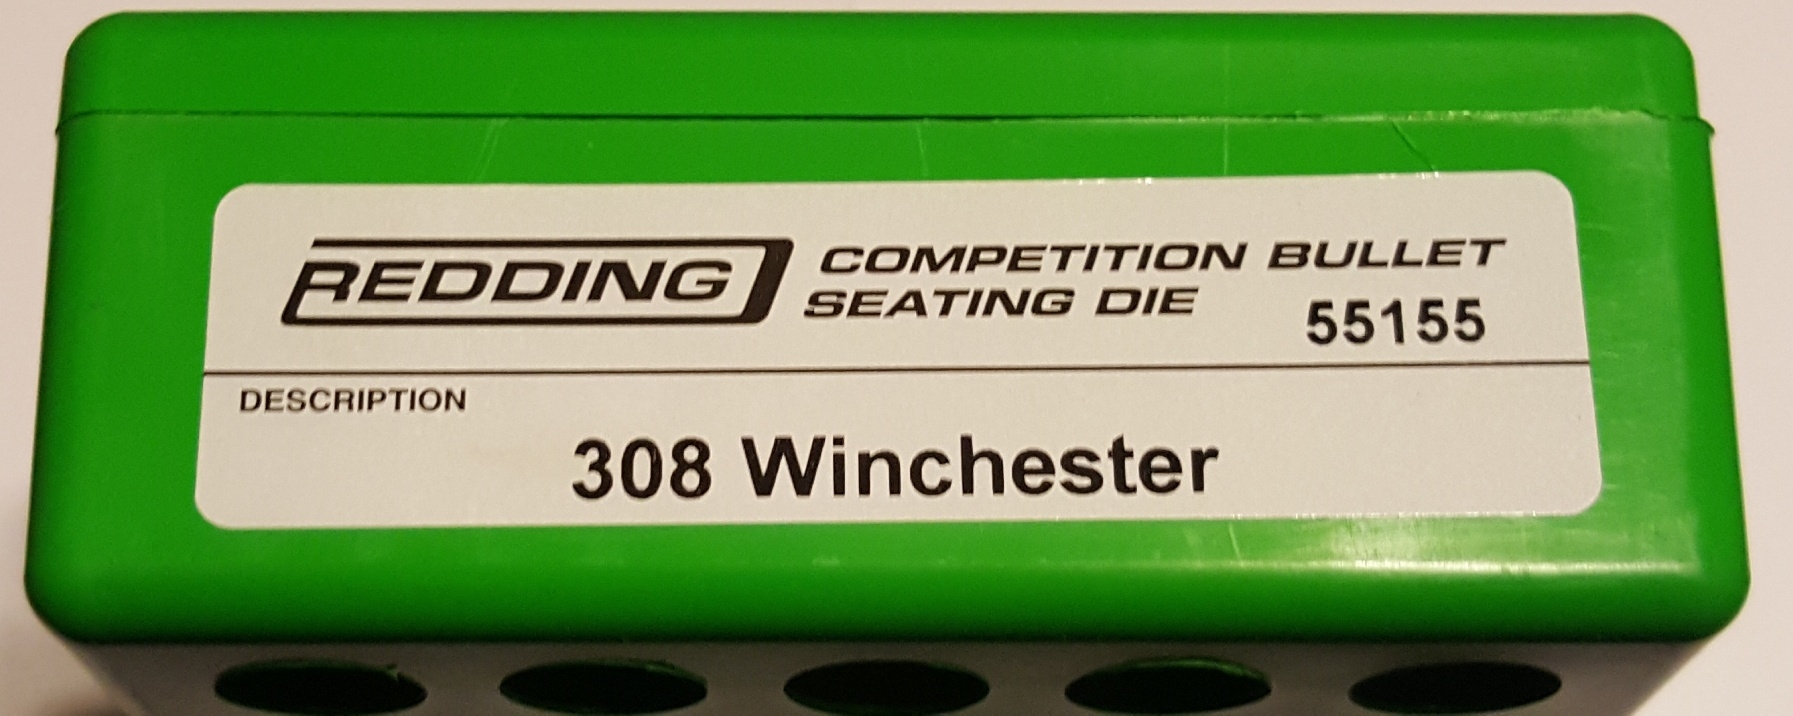 REDDING
COMPETITION BULLET
SEATING DIE
55155
DESCRIPTION
308 Winchester